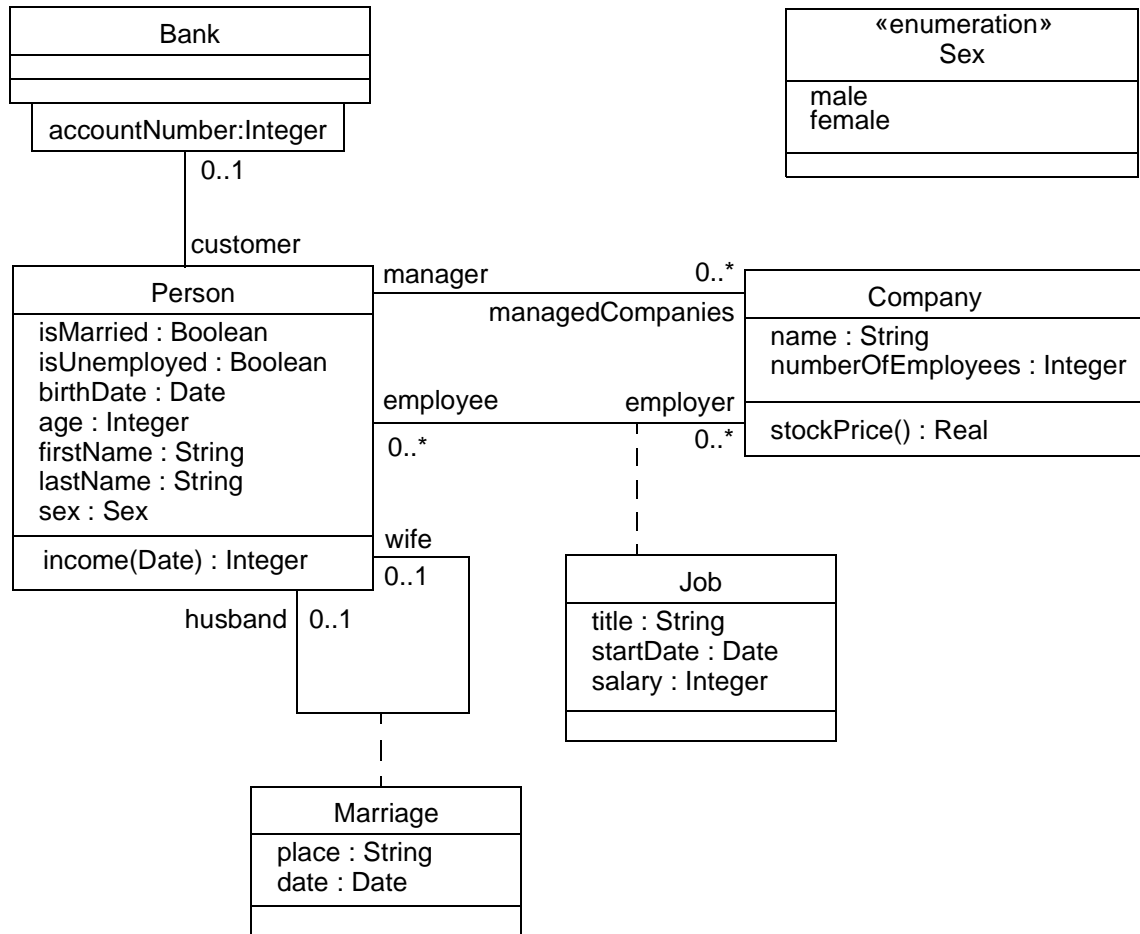 Bank
accountNumber:Integer
0..1
customer
«enumeration»
Sex
male
female
Person
isMarried : Boolean
isUnemployed : Boolean
birthDate : Date
age : Integer
firstName : String
lastName : String
sex : Sex
income(Date) : Integer
manager
0..*
managedCompanies
employee
employer
0..*
0..*
Company
name : String
numberOfEmployees : Integer
stockPrice() : Real
wife
0..1
husband
0..1
Job
title : String
startDate : Date
salary : Integer
Marriage
place : String
date : Date